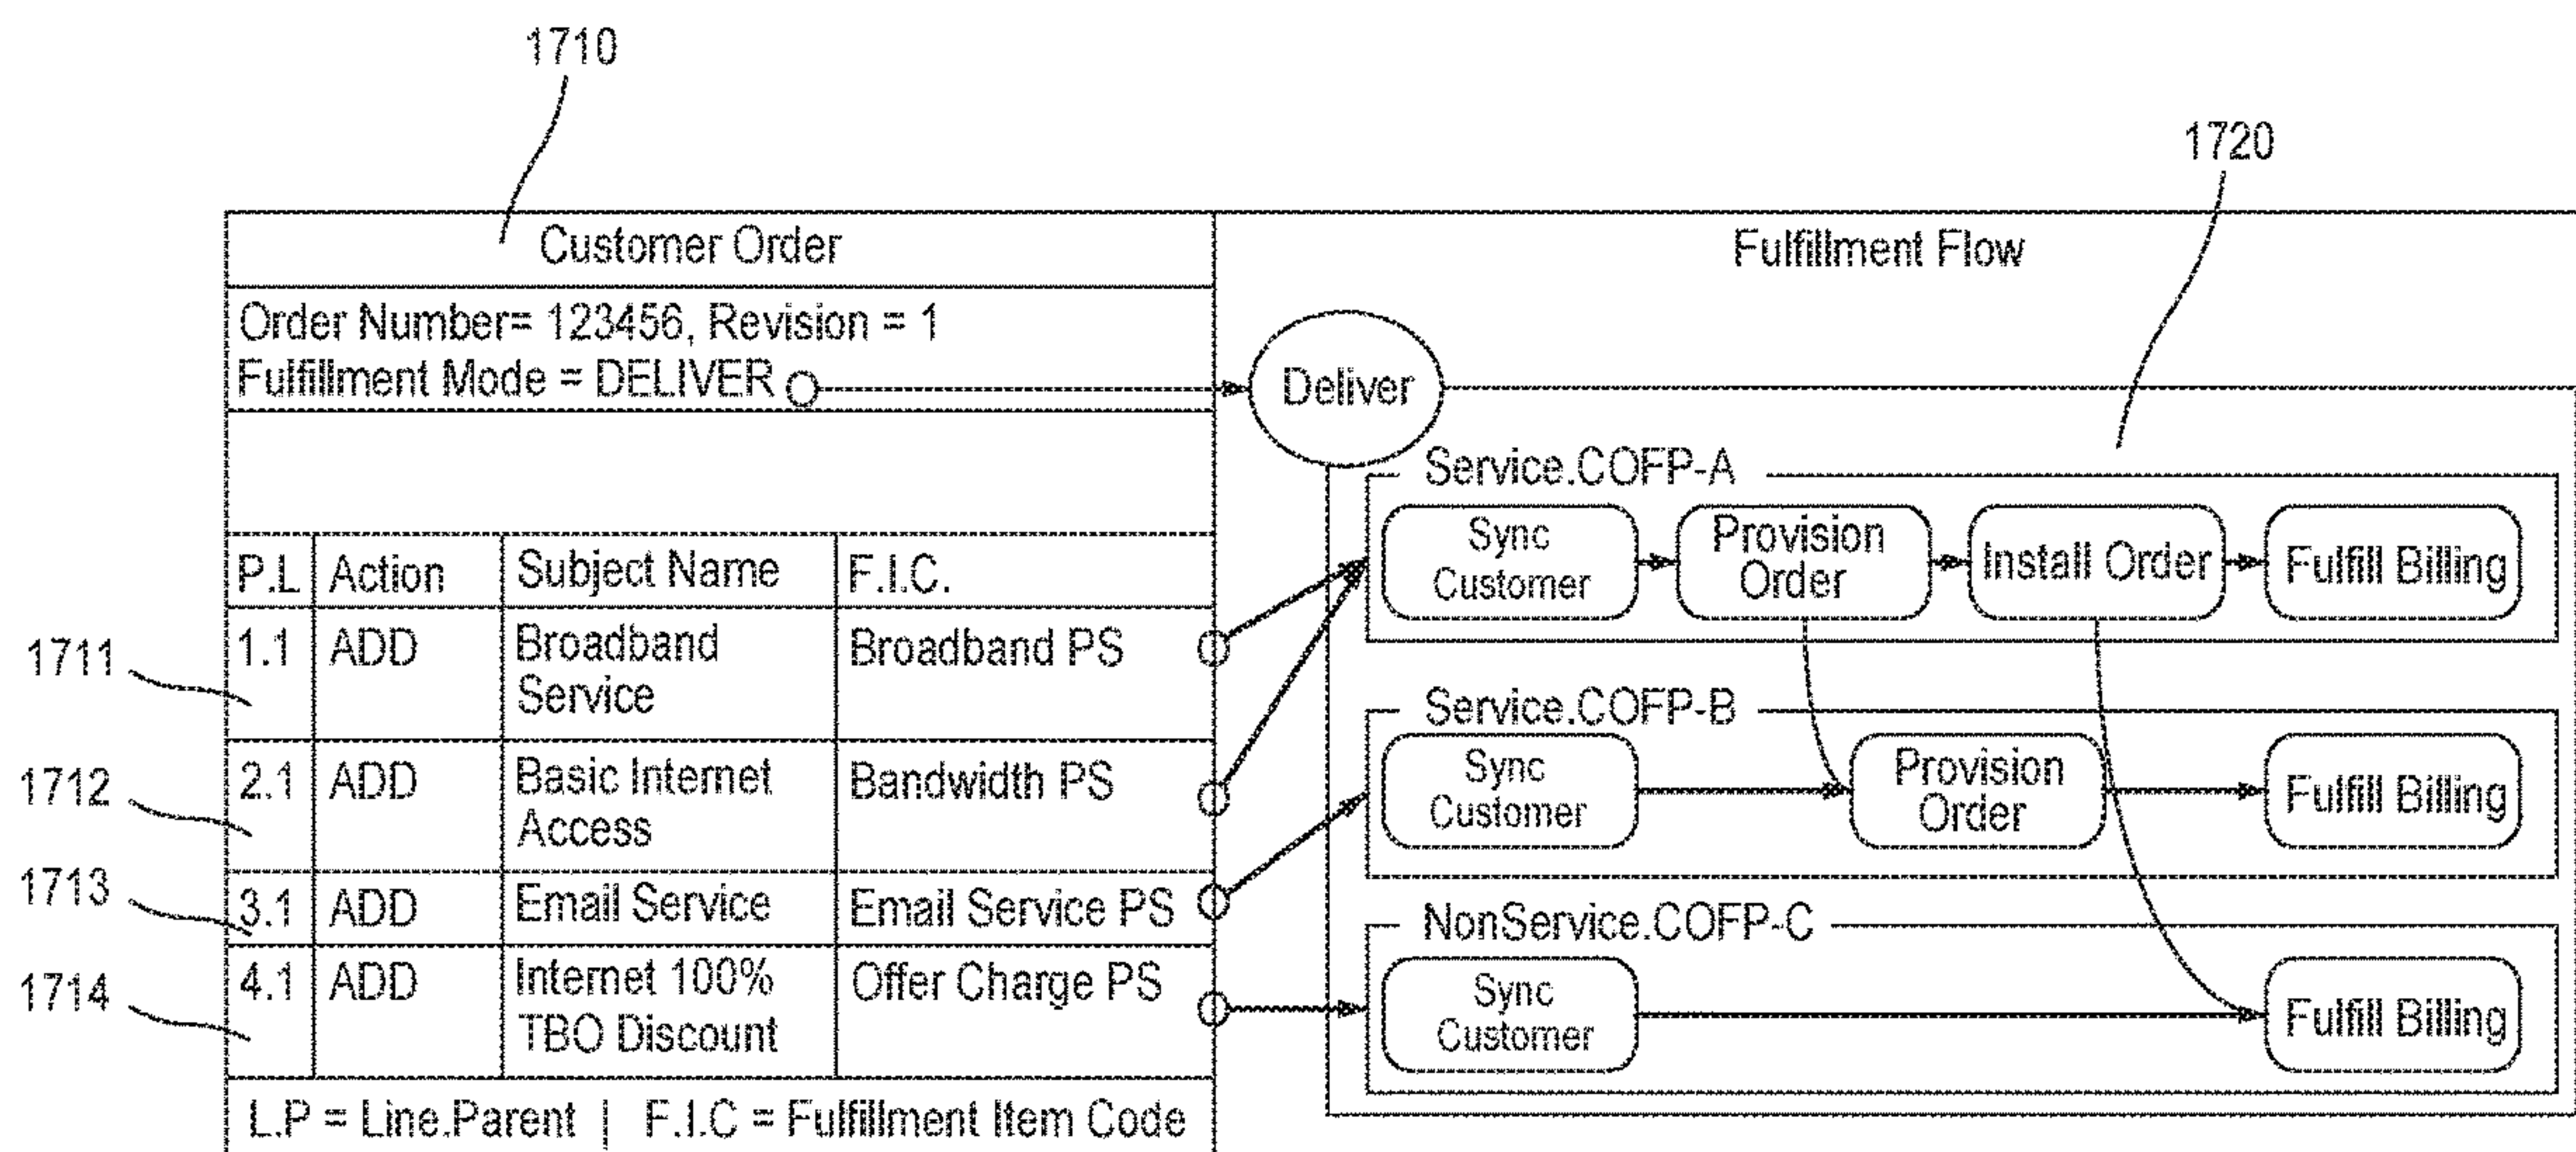 1710
1720
Customer Order
Fulfillment Flow
Order Number= 123456, Revision = 1
Fulfillment Mode = DELIVER
Deliver
Service.COFP-A
Sync
Customer
Provision
Order
Install Order
Fulfill Billing
P.L
Action
Subject Name
F.I.C.
1711
1.1
ADD
Broadband
Service
Broadband PS
Service.COFP-B
Sync
Customer
Provision
Order
Fulfill Billing
1712
2.1
ADD
Basic Internet
Access
Bandwidth PS
1713
3.1
ADD
Email Service
Email Service PS
NonService.COFP-C
Sync
Customer
Fulfill Billing
1714
4.1
ADD
Internet 100%
TBO Discount
Offer Charge PS
L.P = Line.Parent | F.I.C = Fulfillment Item Code